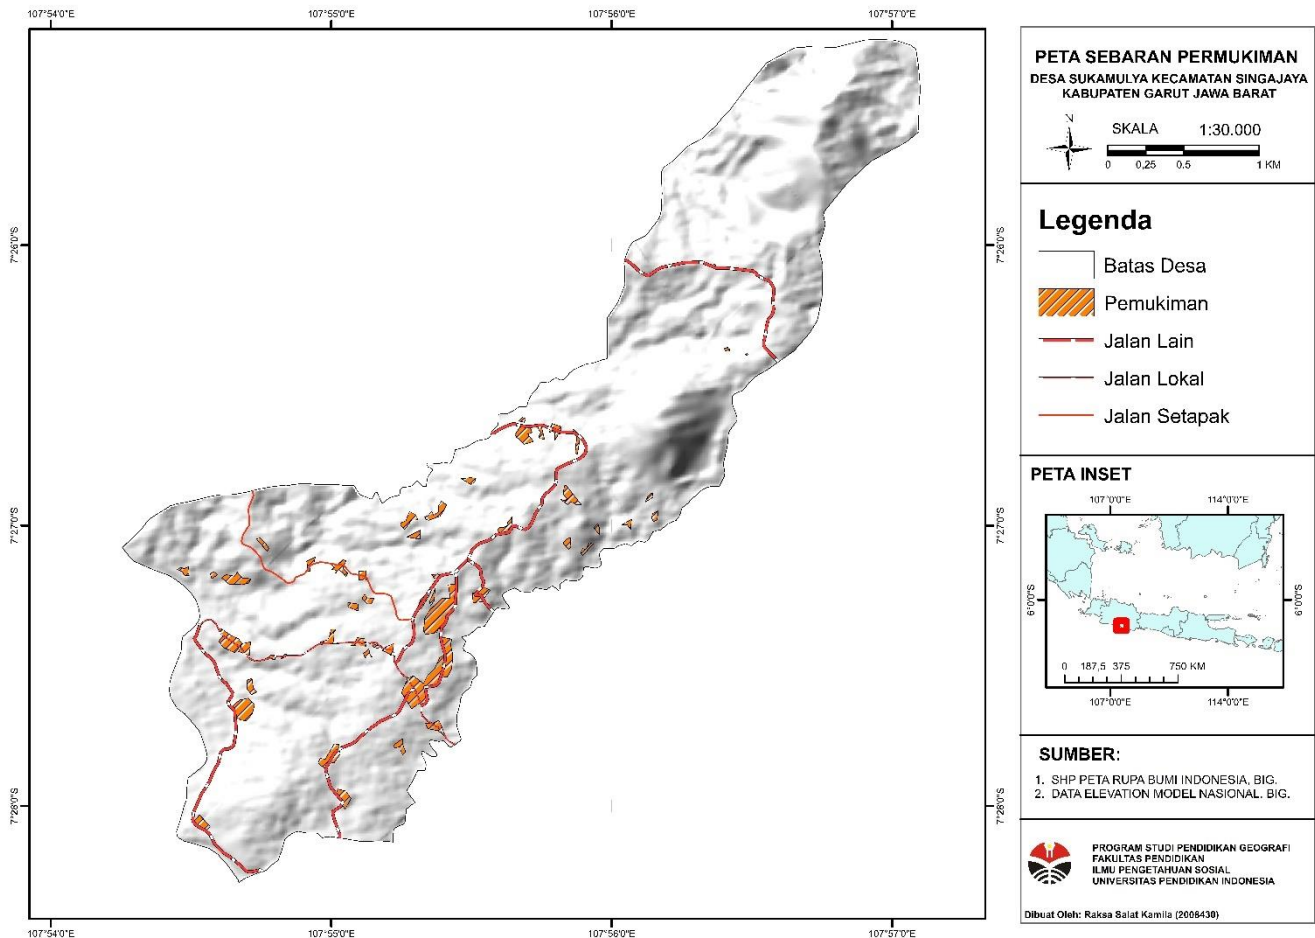 107°54'0"E
107°55'0"E
107°56'0"E
107°57'0"E
7°26'0"S
7°27'0"S
7°28'0"S
7°26'0"S
7°27'0"S
7°28'0"S
107°54'0"E
107°55'0"E
107°56'0"E
107°57'0"E
PETA SEBARAN PERMUKIMAN
DESA SUKAMULYA KECAMATAN SINGAJAYA
KABUPATEN GARUT JAWA BARAT
N
SKALA 1:30.000
0 0,25 0,5 1 KM
Legenda
Batas Desa
Pemukiman
Jalan Lain
Jalan Lokal
Jalan Setapak
PETA INSET
107°0'0"E 114°0'0"E
6°0'0"S 6°0'0"S
0 187,5 375 750 KM
107°0'0"E 114°0'0"E
SUMBER:
1. SHP PETA RUPA BUMI INDONESIA, BIG.
2. DATA ELEVATION MODEL NASIONAL. BIG.
PROGRAM STUDI PENDIDIKAN GEOGRAFI
FAKULTAS PENDIDIKAN
ILMU PENGETAHUAN SOSIAL
UNIVERSITAS PENDIDIKAN INDONESIA
Dibuat Oleh: Raksa Salat Kamila (2006430)